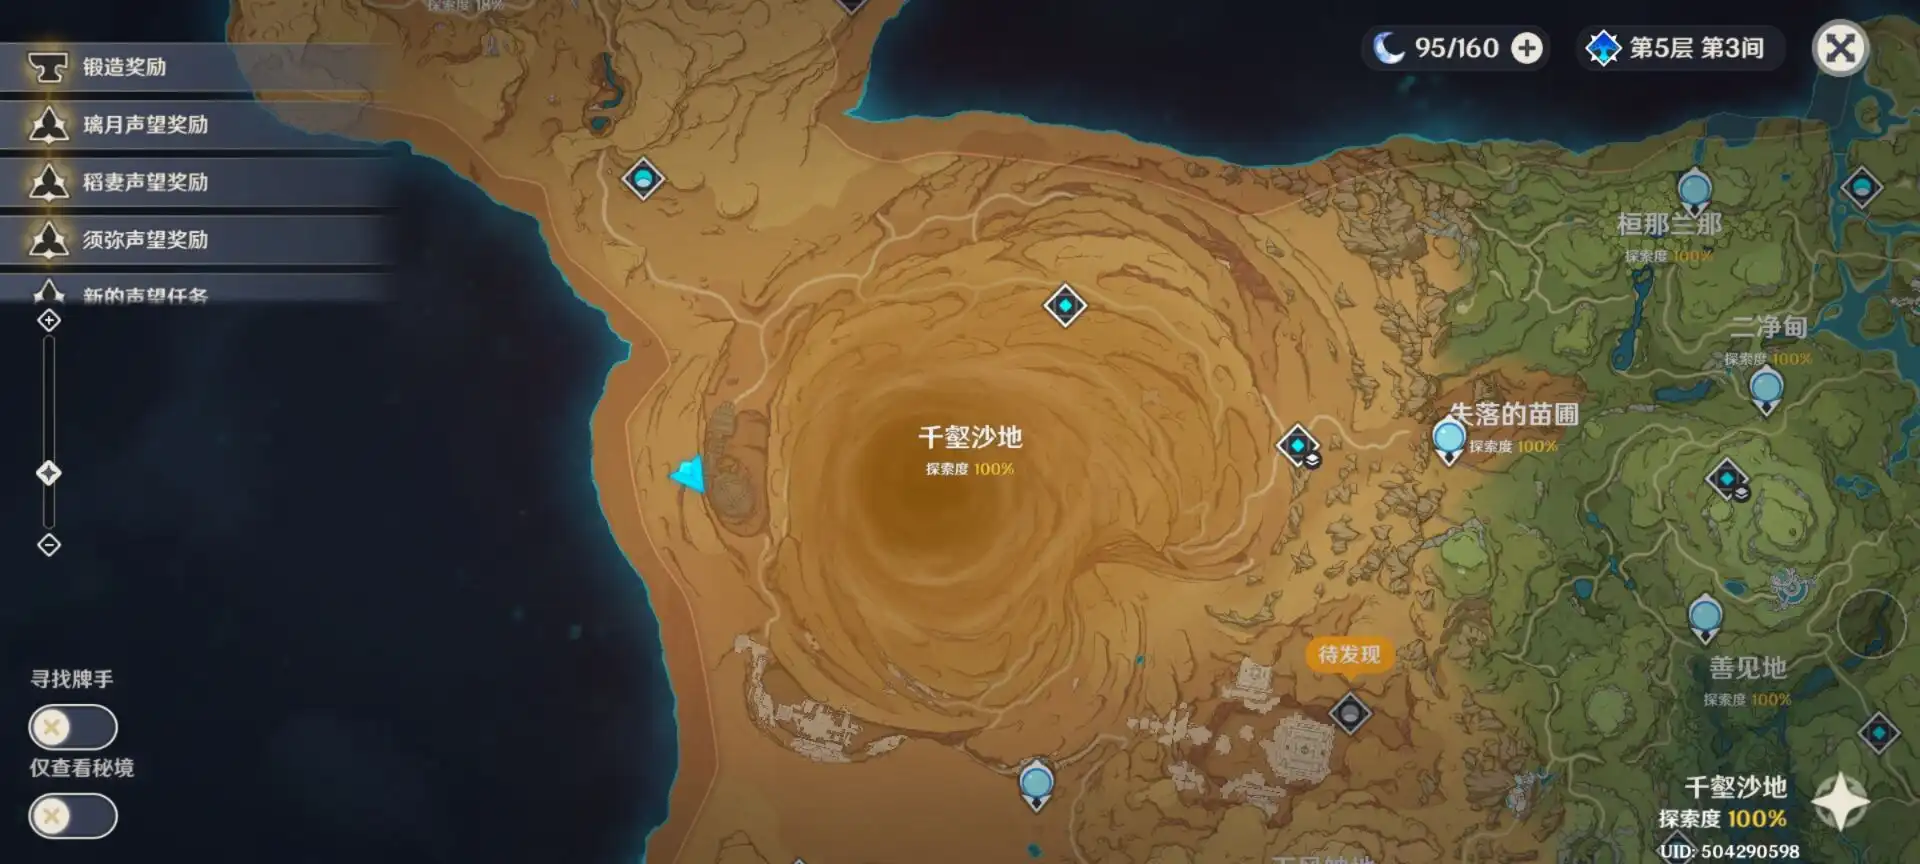 探索度 18%
95/160
第5层 第3间
锻造奖励
璃月声望奖励
稻妻声望奖励
须弥声望奖励
新的声望任务
桓那兰那
探索度 100%
二净甸
探索度 100%
失落的苗圃
探索度 100%
千壑沙地
探索度 100%
待发现
善见地
探索度 100%
寻找牌手
仅查看秘境
千壑沙地
探索度 100%
UID: 504290598